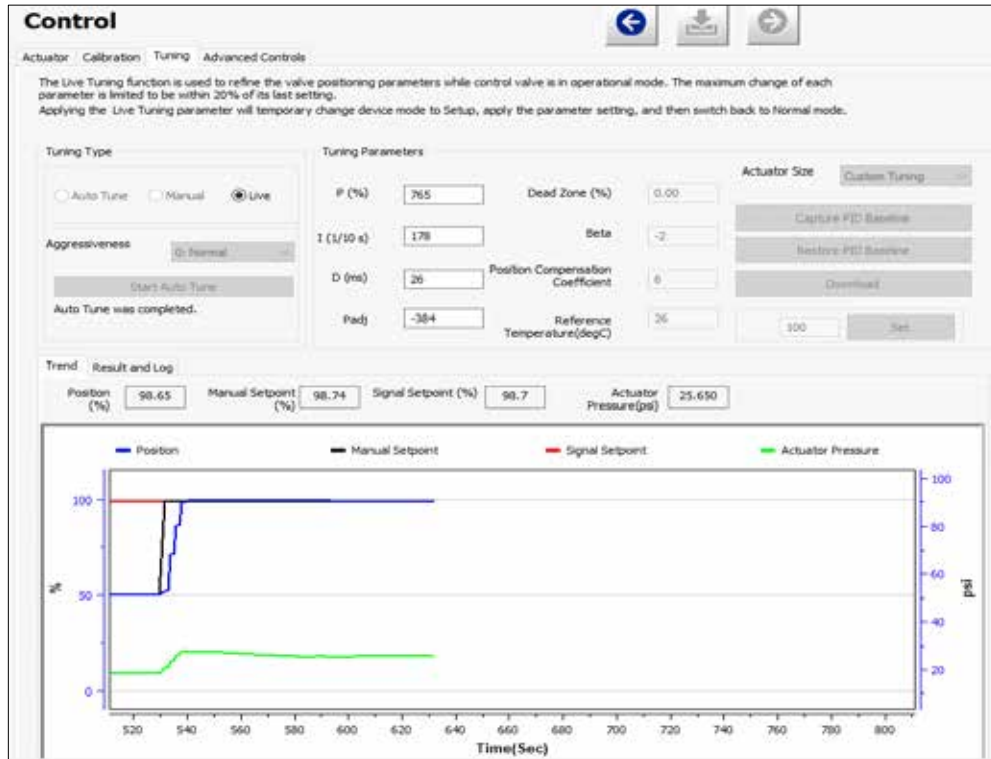 Control
Actuator Calibration Tuning Advanced Controls
The Live Tuning function is used to refine the valve positioning parameters while control valve is in operational mode. The maximum change of each
parameter is limited to be within 20% of its last setting.
Applying the Live Tuning parameter will temporary change device mode to Setup, apply the parameter setting, and then switch back to Normal mode.
Tuning Type
Auto Tune Manual Live
Aggressiveness
0: Normal
Start Auto Tune
Auto Tune was completed.
Tuning Parameters
P (%) 765
I (1/10 s) 178
D (ms) 26
Padj -384
Dead Zone (%) 0.00
Beta -2
Position Compensation
Coefficient 6
Reference
Temperature(degC) 26
Actuator Size Custom Tuning
Capture PID Baseline
Restore PID Baseline
Download
100 Set
Trend Result and Log
Position
(%) 98.65
Manual Setpoint
(%) 98.74
Signal Setpoint (%) 98.7
Actuator
Pressure(psi) 25.650
Position Manual Setpoint Signal Setpoint Actuator Pressure
100
50
0
%
100
80
60
40
20
psi
520 540 560 580 600 620 640 660 680 700 720 740 760 780 800
Time(Sec)